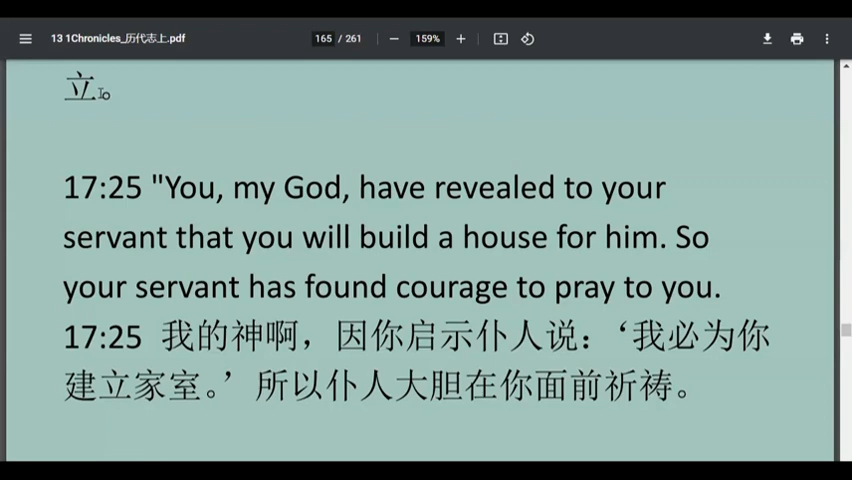 13 1Chronicles_历代志上.pdf
165 / 261
159%
立。
17:25 "You, my God, have revealed to your
servant that you will build a house for him. So
your servant has found courage to pray to you.
17:25 我的神啊，因你启示仆人说：‘我必为你
建立家室。’所以仆人大胆在你面前祈祷。